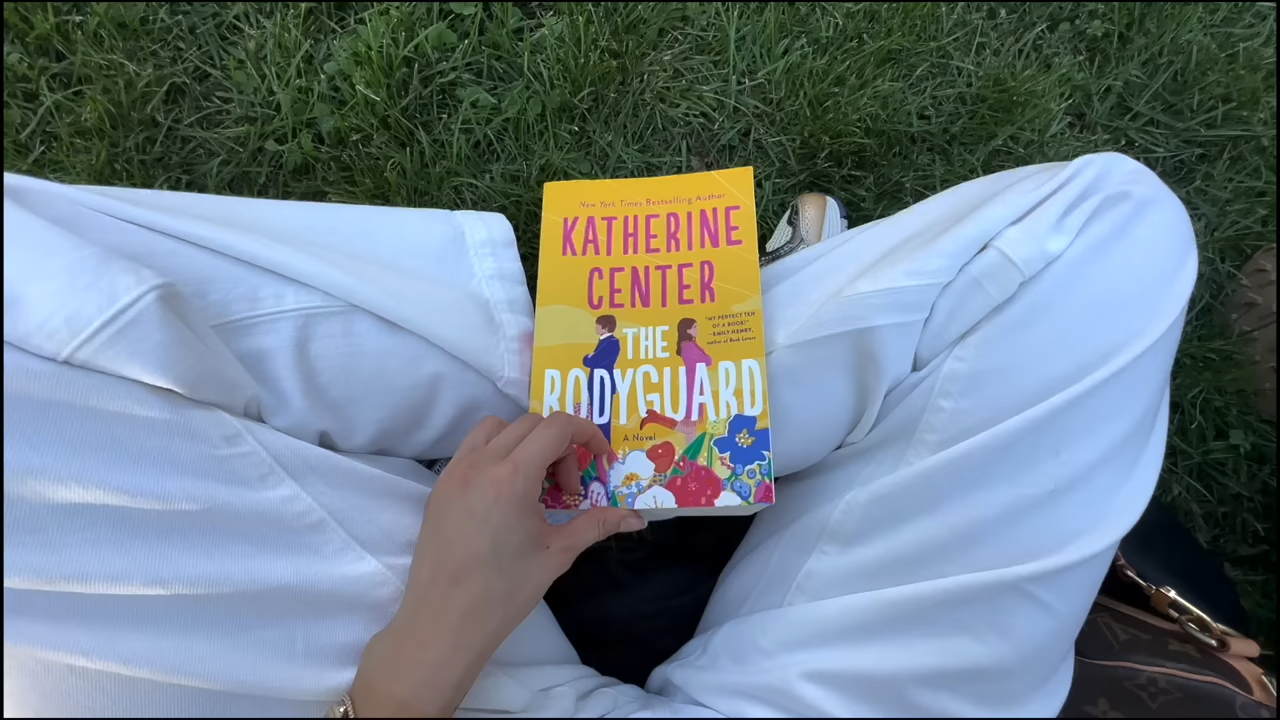 New York Times Bestselling Author
KATHERINE
CENTER
THE
BODYGUARD
"MY PERFECT TEN
OF A BOOK!"
—EMILY HENRY,
author of Book Lovers
A Novel